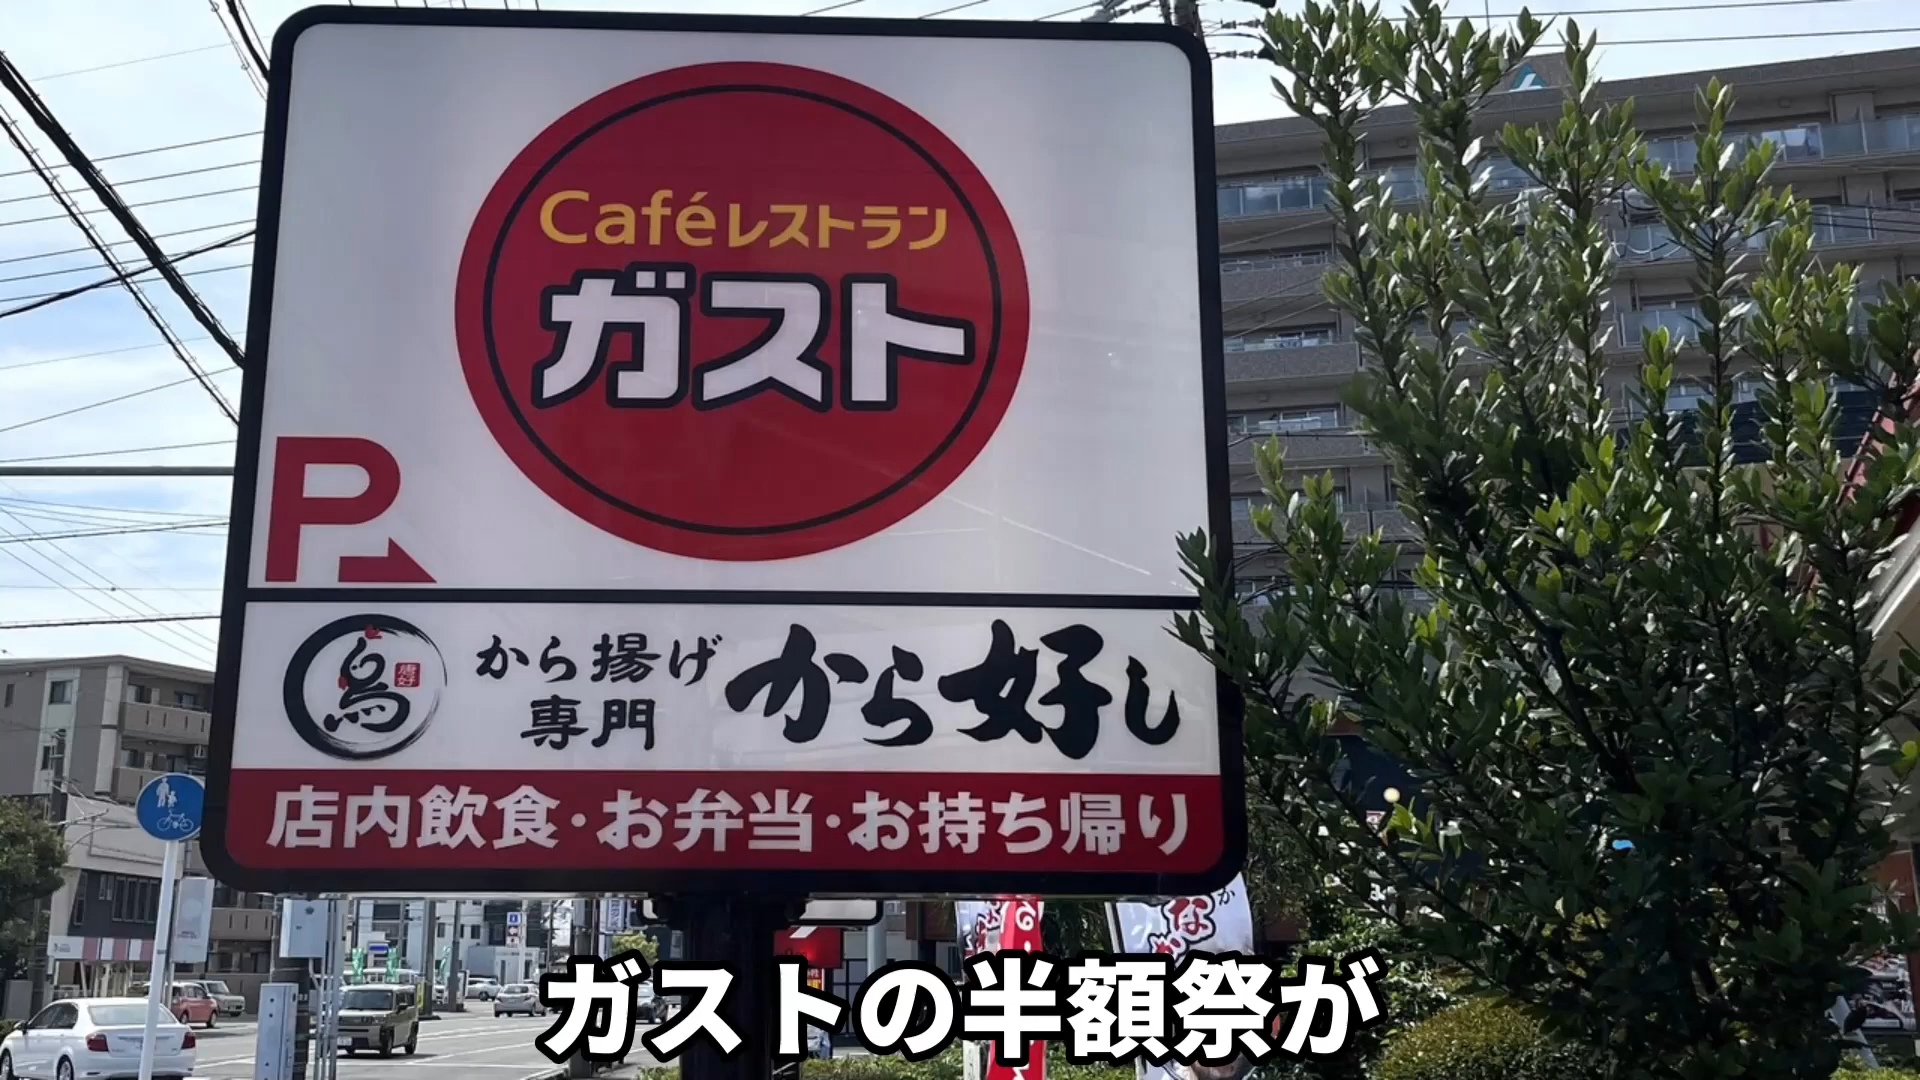 Caféレストラン
ガスト
P
から揚げ
専門
から好し
店内飲食・お弁当・お持ち帰り
ガストの半額祭が